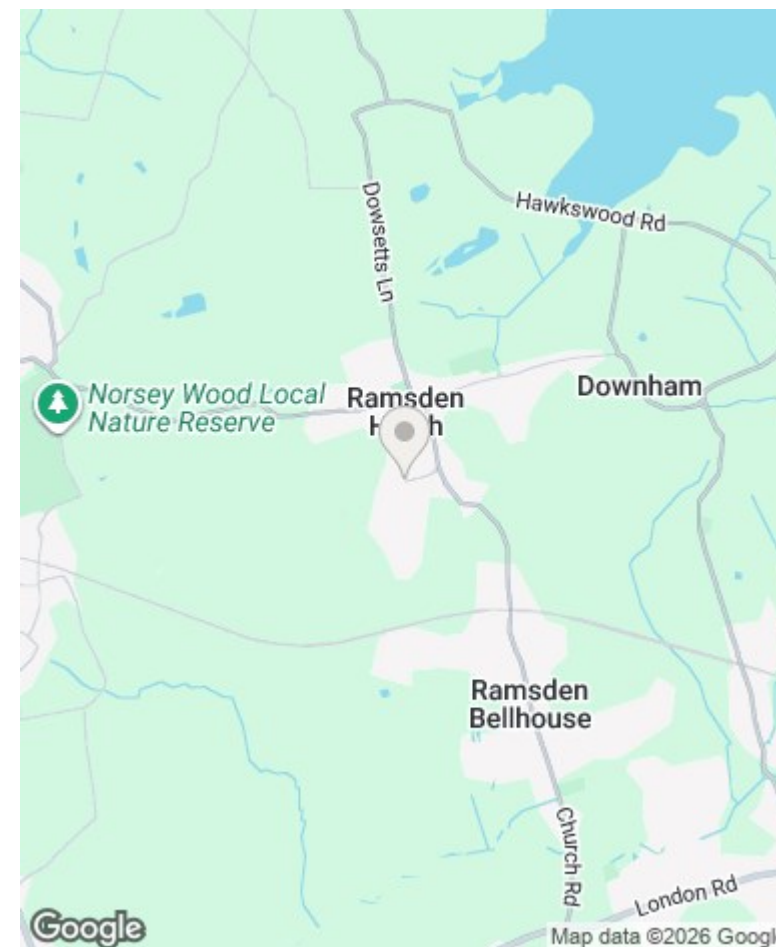 Hawkswood Rd
Dowsetts Ln
Norsey Wood Local
Nature Reserve
Ramsden
Downham
Ramsden
Bellhouse
Church Rd
London Rd
Google
Map data ©2026 Google